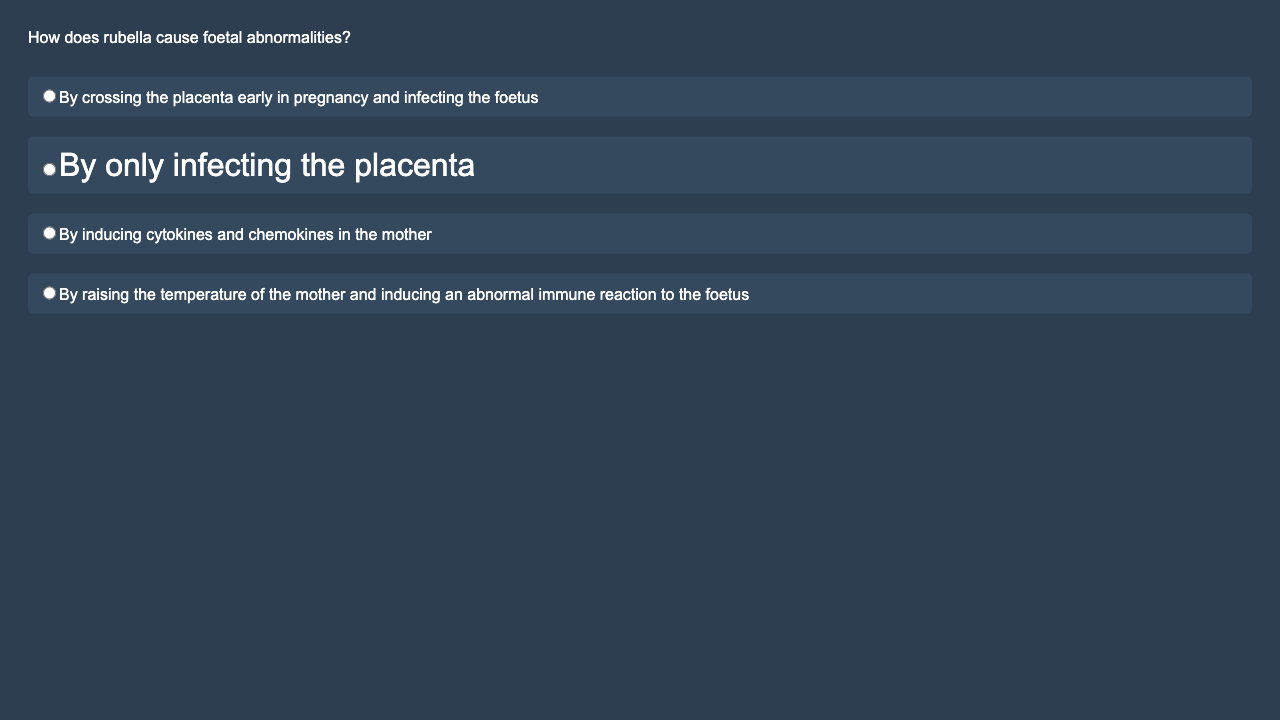 How does rubella cause foetal abnormalities?
By crossing the placenta early in pregnancy and infecting the foetus
By only infecting the placenta
By inducing cytokines and chemokines in the mother
By raising the temperature of the mother and inducing an abnormal immune reaction to the foetus